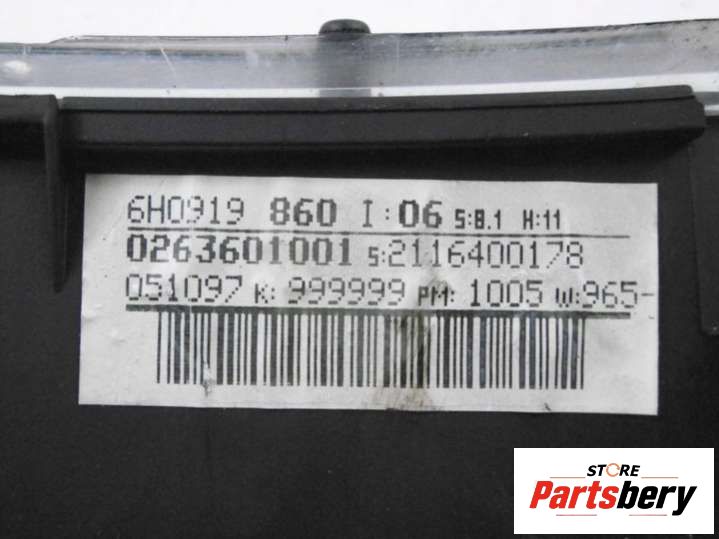 6H0919 860 I:06 S:8.1 H:11
0263601001 S:2116400178
051097 K: 999999 PM: 1005 W:965-
STORE
Partsbery